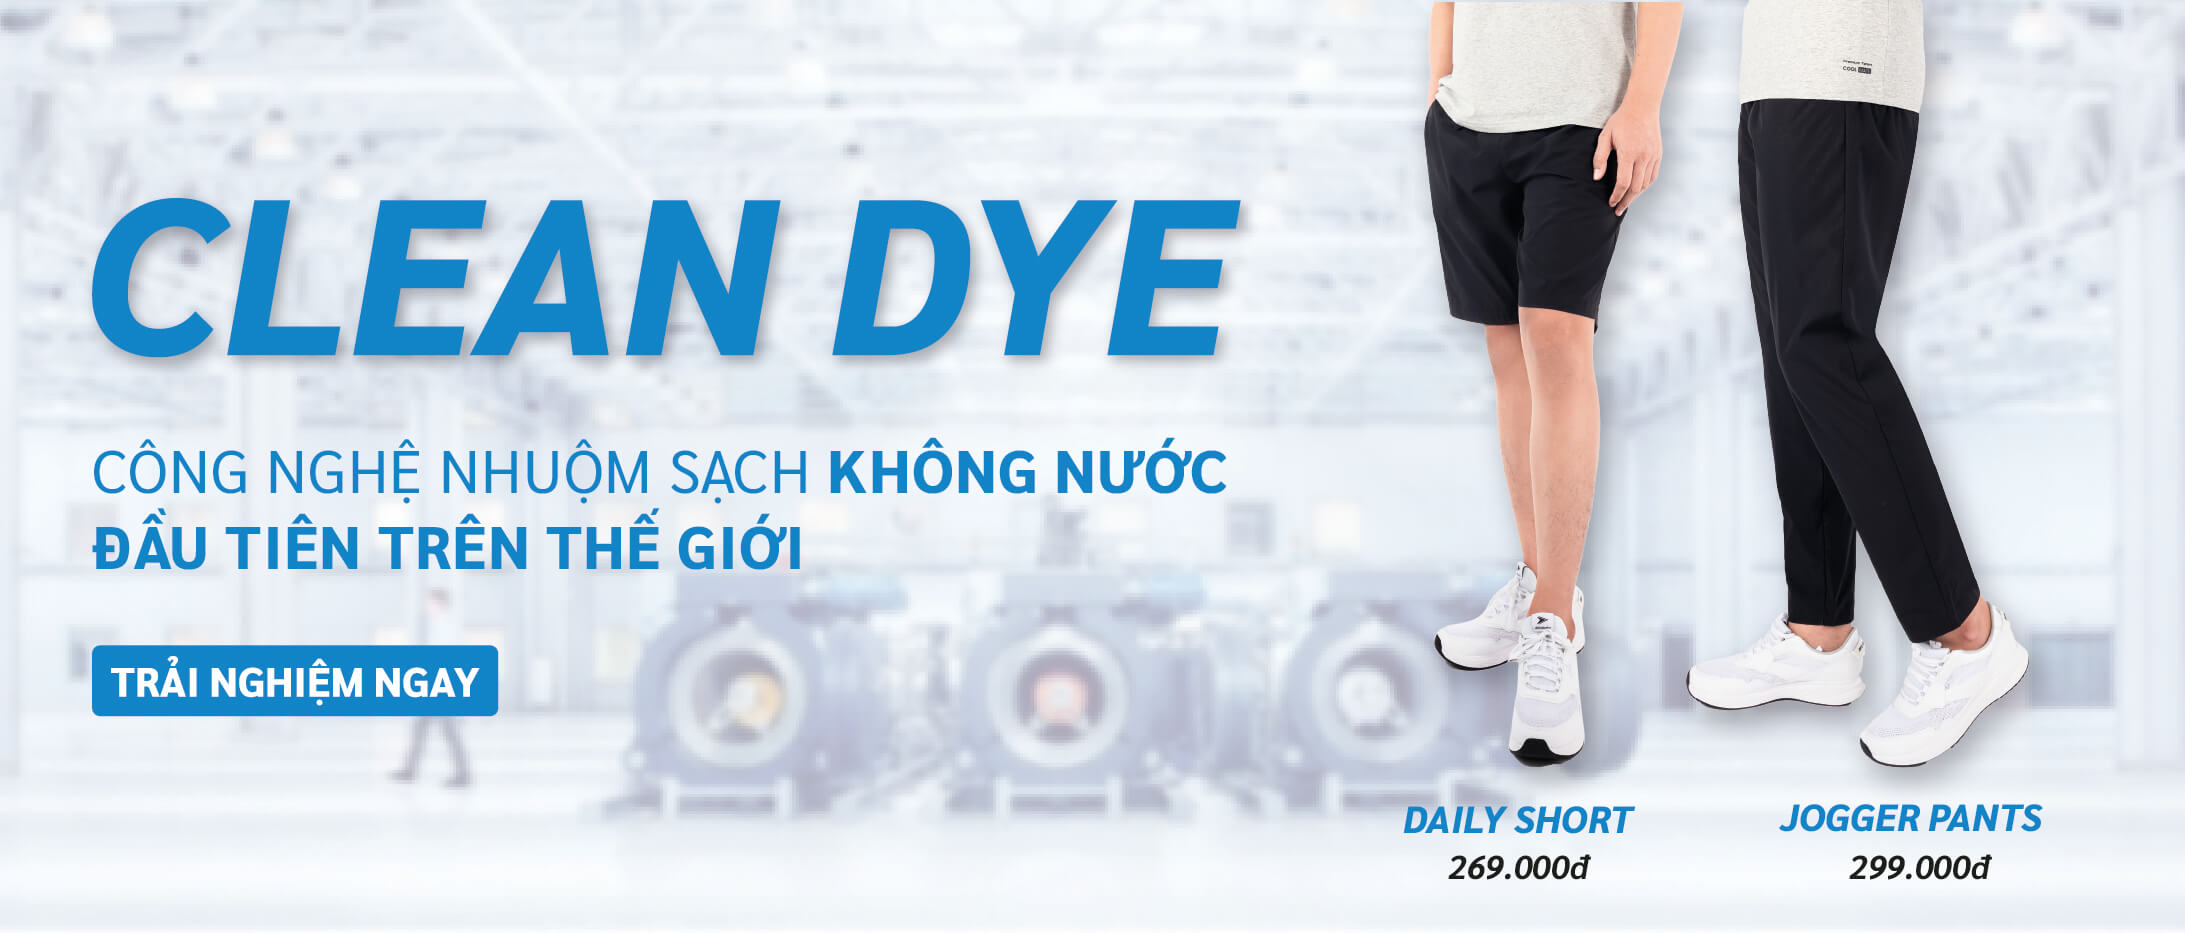 CLEAN DYE
CÔNG NGHỆ NHUỘM SẠCH KHÔNG NƯỚC
ĐẦU TIÊN TRÊN THẾ GIỚI
TRẢI NGHIỆM NGAY
COOL
DAILY SHORT
269.000đ
JOGGER PANTS
299.000đ